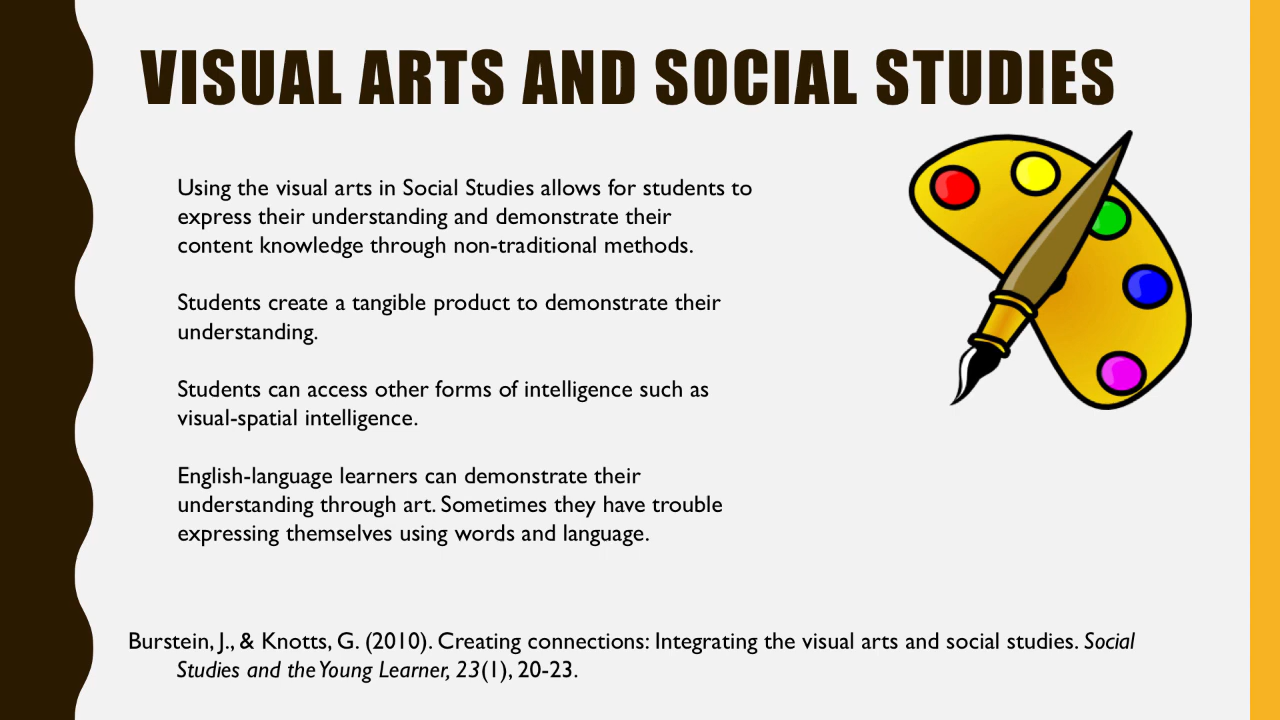 VISUAL ARTS AND SOCIAL STUDIES
Using the visual arts in Social Studies allows for students to
express their understanding and demonstrate their
content knowledge through non-traditional methods.
Students create a tangible product to demonstrate their
understanding.
Students can access other forms of intelligence such as
visual-spatial intelligence.
English-language learners can demonstrate their
understanding through art. Sometimes they have trouble
expressing themselves using words and language.
Burstein, J., & Knotts, G. (2010). Creating connections: Integrating the visual arts and social studies. Social
Studies and the Young Learner, 23(1), 20-23.